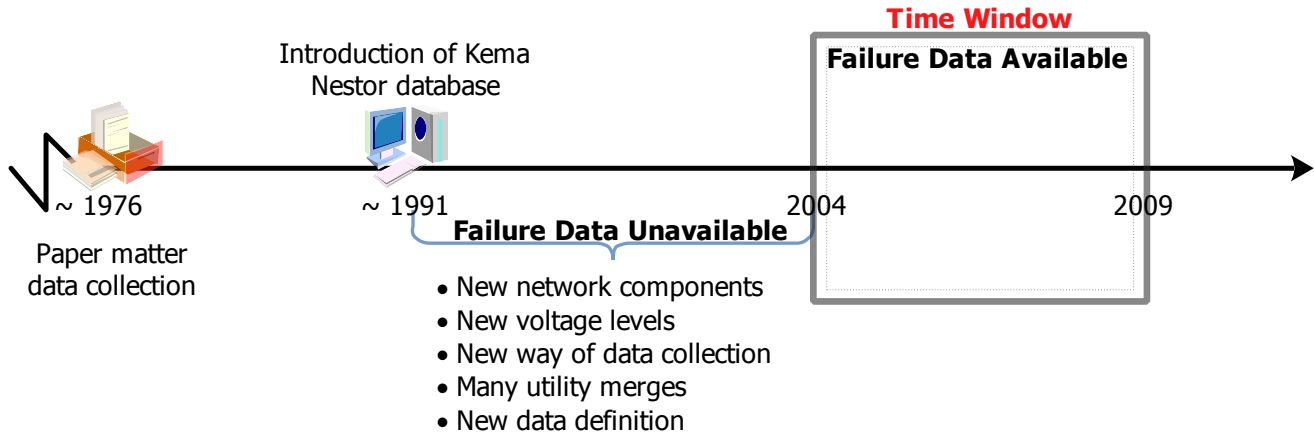 Time Window
Failure Data Available
Introduction of Kema
Nestor database
~ 1976
~ 1991
2004
2009
Paper matter
data collection
Failure Data Unavailable
• New network components
• New voltage levels
• New way of data collection
• Many utility merges
• New data definition